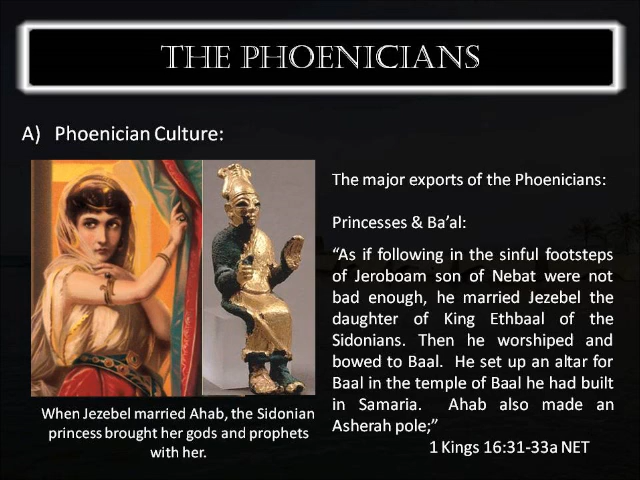 THE PHOENICIANS
A) Phoenician Culture:
The major exports of the Phoenicians:
Princesses & Ba'al:
“As if following in the sinful footsteps
of Jeroboam son of Nebat were not
bad enough, he married Jezebel the
daughter of King Ethbaal of the
Sidonians. Then he worshiped and
bowed to Baal. He set up an altar for
Baal in the temple of Baal he had built
in Samaria. Ahab also made an
Asherah pole;”
1 Kings 16:31-33a NET
When Jezebel married Ahab, the Sidonian
princess brought her gods and prophets
with her.